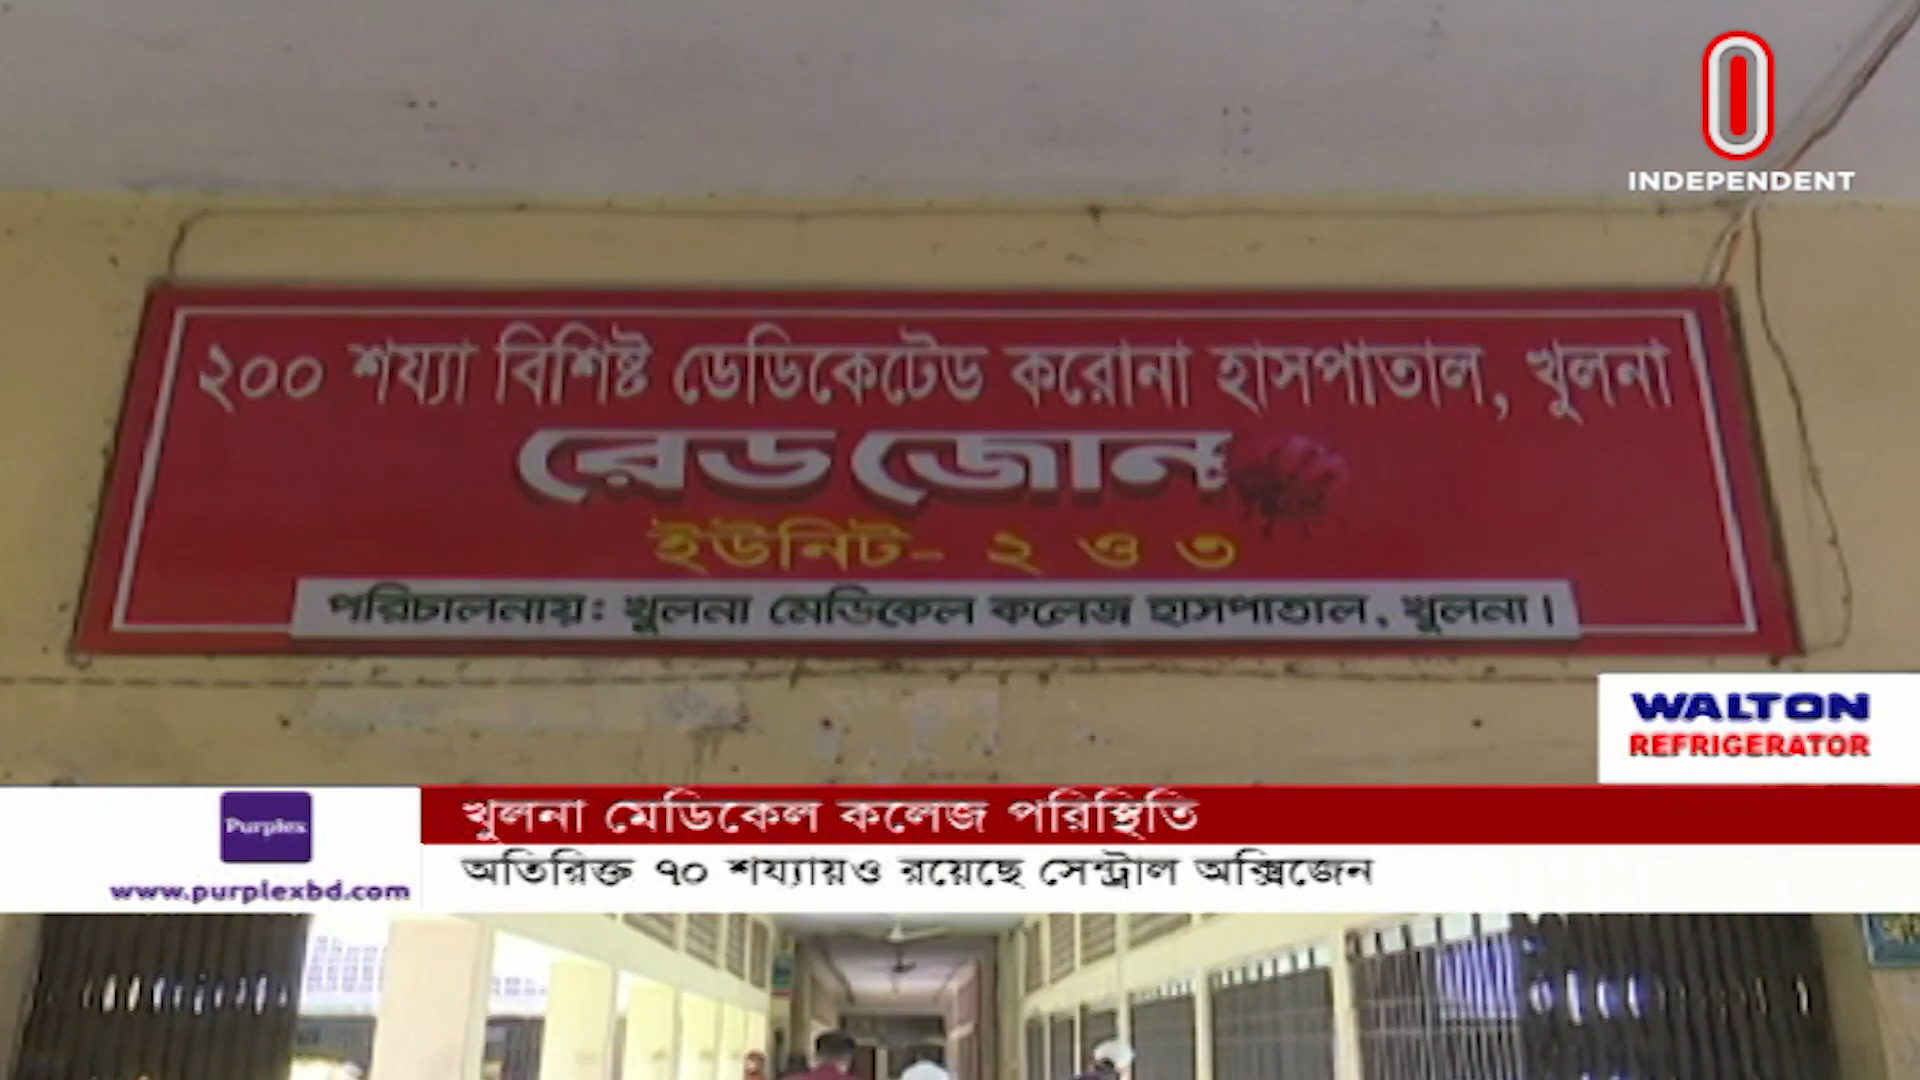 INDEPENDENT
২০০ শয্যা বিশিষ্ট ডেডিকেটেড করোনা হাসপাতাল, খুলনা
রেড জোন
ইউনিট- ২ ও ৩
পরিচালনায়: খুলনা মেডিকেল কলেজ হাসপাতাল, খুলনা।
WALTON
REFRIGERATOR
Purplex
www.purplexbd.com
খুলনা মেডিকেল কলেজ পরিস্থিতি
অতিরিক্ত ৭০ শয্যায়ও রয়েছে সেন্ট্রাল অক্সিজেন